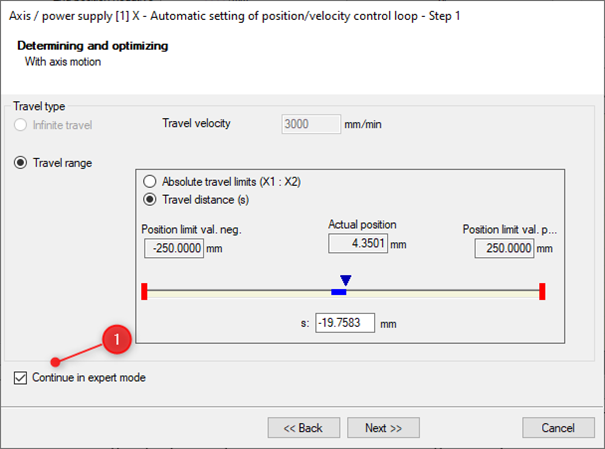 Axis / power supply [1] X - Automatic setting of position/velocity control loop - Step 1
Determining and optimizing
With axis motion
Travel type
Infinite travel
Travel velocity
3000 mm/min
Travel range
Absolute travel limits (X1 : X2)
Travel distance (s)
Position limit val. neg.
Actual position
Position limit val. p...
-250.0000 mm
4.3501 mm
250.0000 mm
s: -19.7583 mm
1
Continue in expert mode
<< Back
Next >>
Cancel